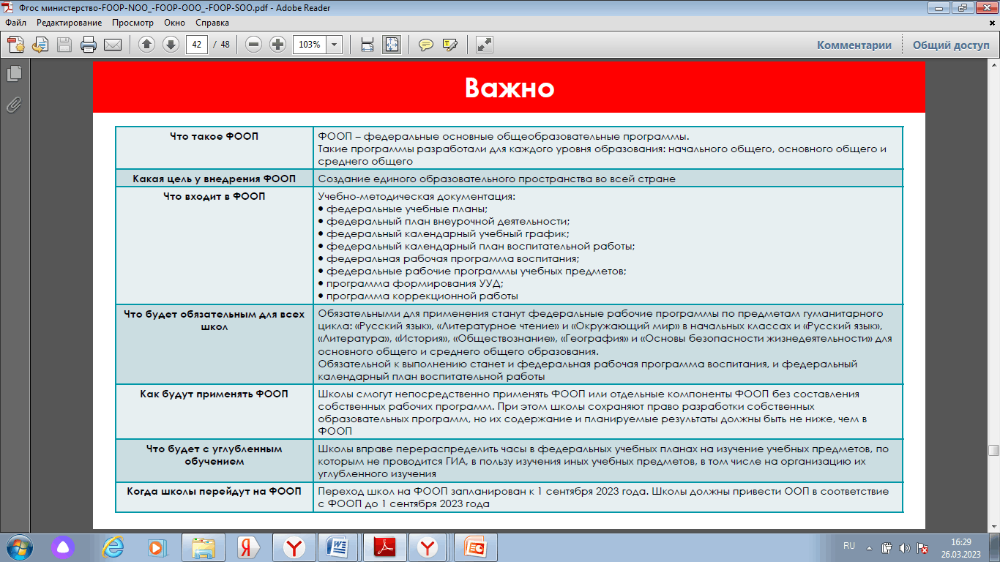 Фгос министерство-FOOP-NOO_-FOOP-OOO_-FOOP-SOO.pdf - Adobe Reader
Файл Редактирование Просмотр Окно Справка
42 / 48 103% Комментарии Общий доступ
Важно
Что такое ФООП
ФООП – федеральные основные общеобразовательные программы.
Такие программы разработали для каждого уровня образования: начального общего, основного общего и
среднего общего
Какая цель у внедрения ФООП
Создание единого образовательного пространства во всей стране
Что входит в ФООП
Учебно-методическая документация:
• федеральные учебные планы;
• федеральный план внеурочной деятельности;
• федеральный календарный учебный график;
• федеральный календарный план воспитательной работы;
• федеральная рабочая программа воспитания;
• федеральные рабочие программы учебных предметов;
• программа формирования УУД;
• программа коррекционной работы
Что будет обязательным для всех
школ
Обязательными для применения станут федеральные рабочие программы по предметам гуманитарного
цикла: «Русский язык», «Литературное чтение» и «Окружающий мир» в начальных классах и «Русский язык»,
«Литература», «История», «Обществознание», «География» и «Основы безопасности жизнедеятельности» для
основного общего и среднего общего образования.
Обязательной к выполнению станет и федеральная рабочая программа воспитания, и федеральный
календарный план воспитательной работы
Как будут применять ФООП
Школы смогут непосредственно применять ФООП или отдельные компоненты ФООП без составления
собственных рабочих программ. При этом школы сохраняют право разработки собственных
образовательных программ, но их содержание и планируемые результаты должны быть не ниже, чем в
ФООП
Что будет с углубленным
обучением
Школы вправе перераспределить часы в федеральных учебных планах на изучение учебных предметов, по
которым не проводится ГИА, в пользу изучения иных учебных предметов, в том числе на организацию их
углубленного изучения
Когда школы перейдут на ФООП
Переход школ на ФООП запланирован к 1 сентября 2023 года. Школы должны привести ООП в соответствие
с ФООП до 1 сентября 2023 года
RU
16:29
26.03.2023